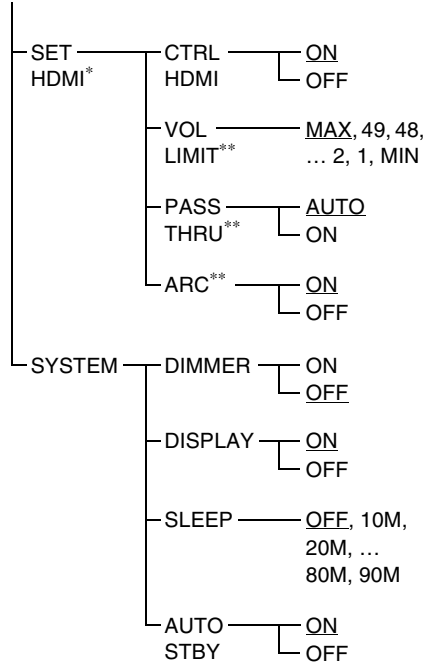 SET HDMI* CTRL HDMI ON
OFF
VOL LIMIT** MAX, 49, 48,
… 2, 1, MIN
PASS THRU** AUTO
ON
ARC** ON
OFF
SYSTEM DIMMER ON
OFF
DISPLAY ON
OFF
SLEEP OFF, 10M,
20M, …
80M, 90M
AUTO STBY ON
OFF